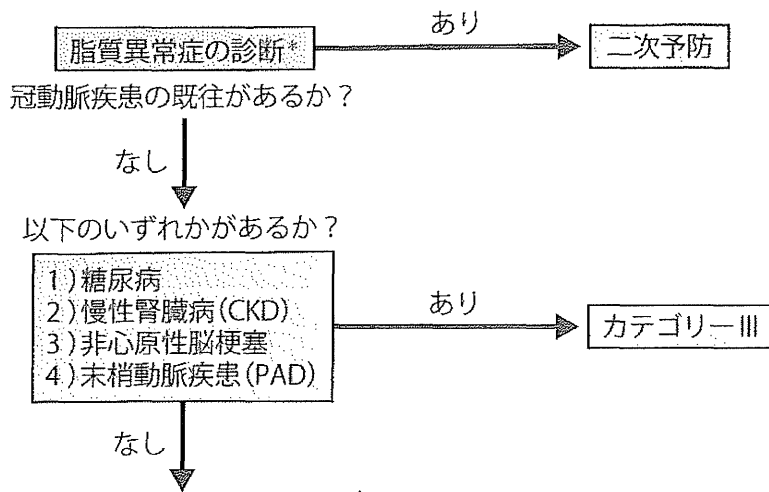 脂質異常症の診断*
あり
二次予防
冠動脈疾患の既往があるか？
なし
以下のいずれかがあるか？
1）糖尿病
2）慢性腎臓病(CKD)
3）非心原性脳梗塞
4）末梢動脈疾患(PAD)
あり
カテゴリーⅢ
なし